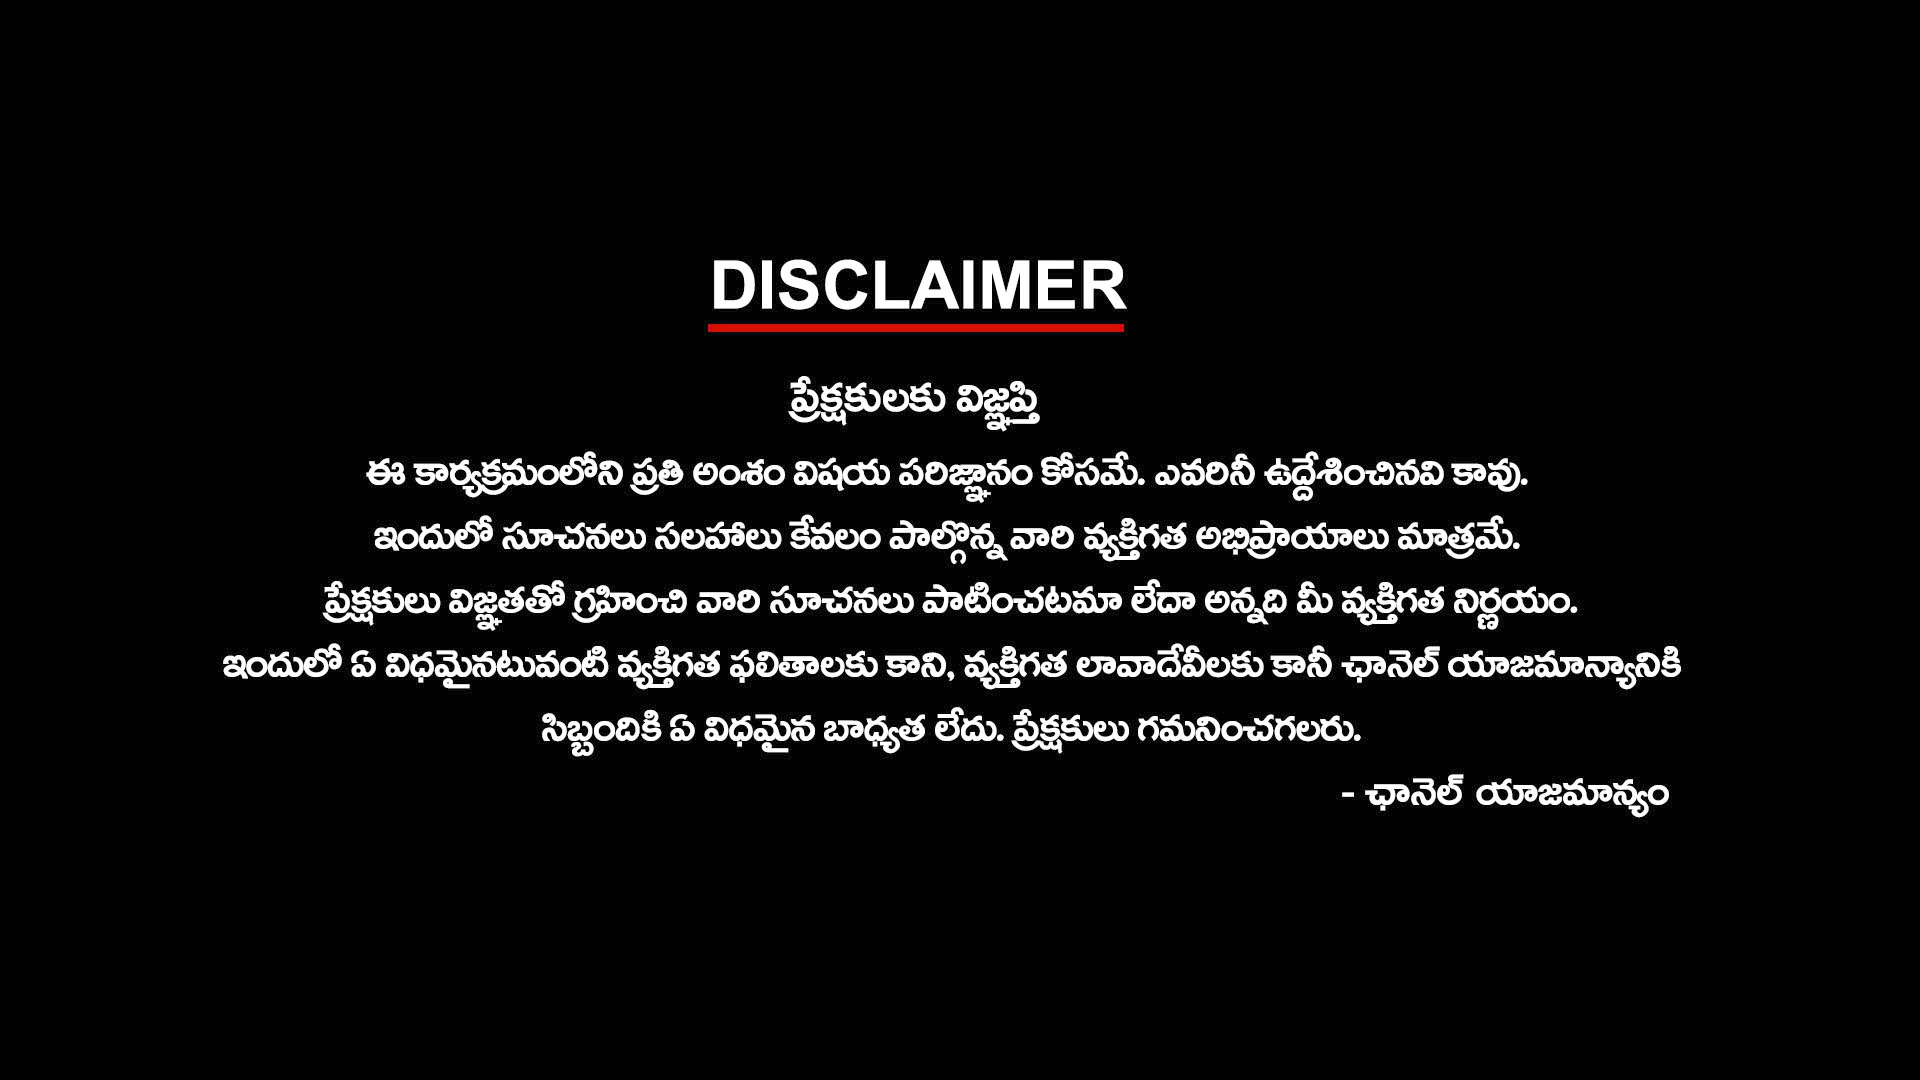 DISCLAIMER
ప్రేక్షకులకు విజ్ఞప్తి
ఈ కార్యక్రమంలోని ప్రతి అంశం విషయ పరిజ్ఞానం కోసమే. ఎవరినీ ఉద్దేశించినవి కావు.
ఇందులో సూచనలు సలహాలు కేవలం పాల్గొన్న వారి వ్యక్తిగత అభిప్రాయాలు మాత్రమే.
ప్రేక్షకులు విజ్ఞతతో గ్రహించి వారి సూచనలు పాటించటమా లేదా అన్నది మీ వ్యక్తిగత నిర్ణయం.
ఇందులో ఏ విధమైనటువంటి వ్యక్తిగత ఫలితాలకు కాని, వ్యక్తిగత లావాదేవీలకు కానీ ఛానెల్ యాజమాన్యానికి
సిబ్బందికి ఏ విధమైన బాధ్యత లేదు. ప్రేక్షకులు గమనించగలరు.
- ఛానెల్ యాజమాన్యం